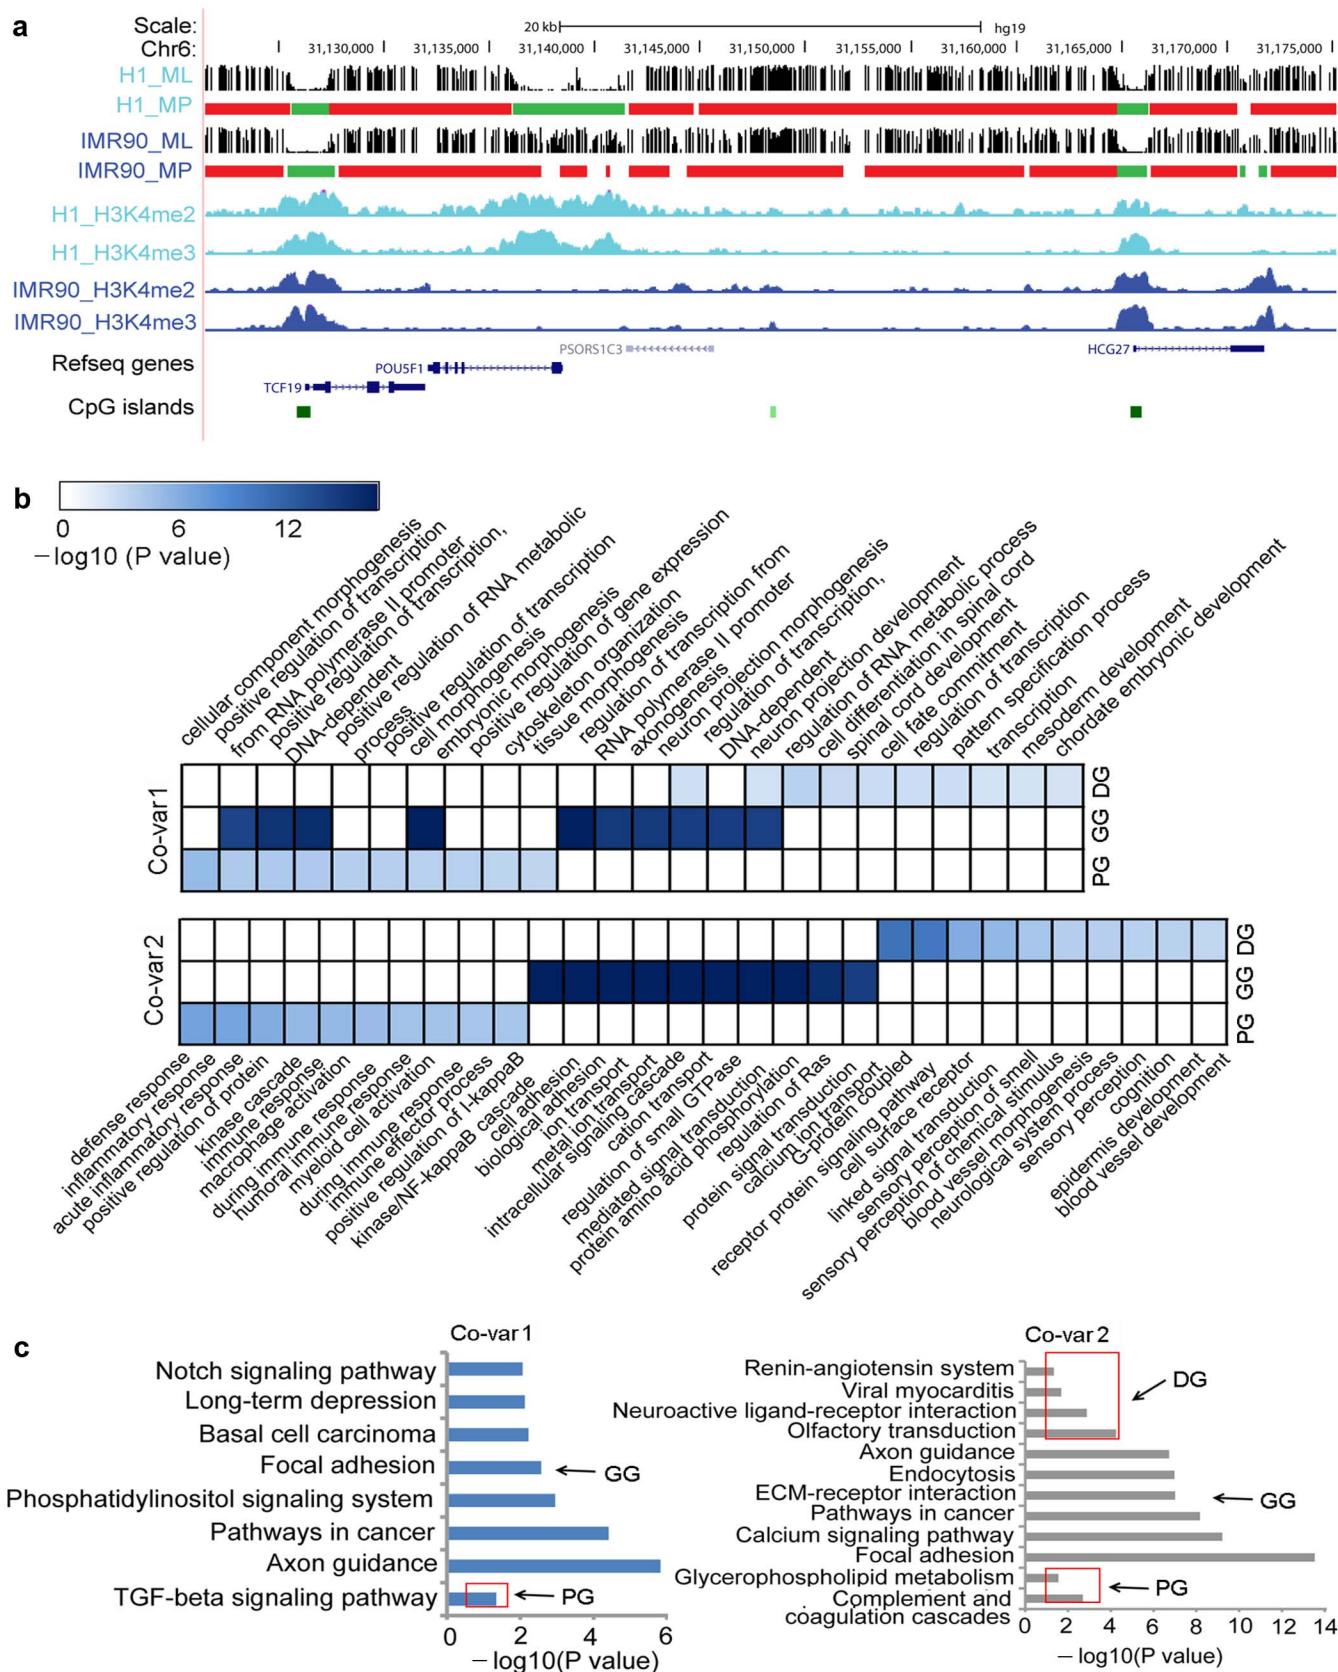 a
Scale: 20 kb hg19
Chr6: 31,130,000 31,135,000 31,140,000 31,145,000 31,150,000 31,155,000 31,160,000 31,165,000 31,170,000 31,175,000
H1_ML
H1_MP
IMR90_ML
IMR90_MP
H1_H3K4me2
H1_H3K4me3
IMR90_H3K4me2
IMR90_H3K4me3
PSORS1C3 HCG27
Refseq genes
POU5F1
TCF19
CpG islands
b
0 6 12
−log10 (P value)
cellular component morphogenesis
positive regulation of transcription
from RNA polymerase II promoter
positive regulation of transcription,
DNA-dependent
positive regulation of RNA metabolic
process
positive regulation of transcription
cell morphogenesis
embryonic morphogenesis
positive regulation of gene expression
cytoskeleton organization
tissue morphogenesis
regulation of transcription from
RNA polymerase II promoter
axonogenesis
neuron projection morphogenesis
regulation of transcription,
DNA-dependent
neuron projection development
regulation of RNA metabolic process
cell differentiation in spinal cord
spinal cord development
cell fate commitment
regulation of transcription
pattern specification process
transcription
mesoderm development
chordate embryonic development
Co-var1
DG
GG
PG
Co-var2
DG
GG
PG
defense response
inflammatory response
acute inflammatory response
positive regulation of protein
kinase cascade
immune response
macrophage activation
during immune response
humoral immune response
myeloid cell activation
during immune response
immune effector process
positive regulation of I-kappaB
kinase/NF-kappaB cascade
cell adhesion
biological adhesion
ion transport
metal ion transport
intracellular signaling cascade
cation transport
regulation of small GTPase
mediated signal transduction
protein amino acid phosphorylation
regulation of Ras
protein signal transduction
calcium ion transport
G-protein coupled
receptor protein signaling pathway
cell surface receptor
linked signal transduction
sensory perception of smell
sensory perception of chemical stimulus
blood vessel morphogenesis
neurological system process
sensory perception
cognition
epidermis development
blood vessel development
c
Co-var1
Notch signaling pathway
Long-term depression
Basal cell carcinoma
Focal adhesion
GG
Phosphatidylinositol signaling system
Pathways in cancer
Axon guidance
TGF-beta signaling pathway
PG
0 2 4 6
−log10(P value)
Co-var2
Renin-angiotensin system
DG
Viral myocarditis
Neuroactive ligand-receptor interaction
Olfactory transduction
Axon guidance
Endocytosis
ECM-receptor interaction
GG
Pathways in cancer
Calcium signaling pathway
Focal adhesion
Glycerophospholipid metabolism
PG
Complement and
coagulation cascades
0 2 4 6 8 10 12 14
−log10(P value)